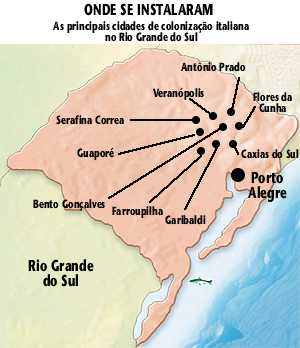 ONDE SE INSTALARAM
As principais cidades de colonização italiana
no Rio Grande do Sul
Antônio Prado
Veranópolis
Flores da
Cunha
Serafina Correa
Guaporé
Caxias do Sul
Bento Gonçalves
Farroupilha
Garibaldi
Porto
Alegre
Rio Grande
do Sul